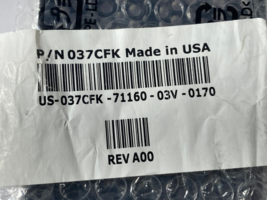 P/N 037CFK Made in USA
US-037CFK -71160 - 03V - 0170
REV A00